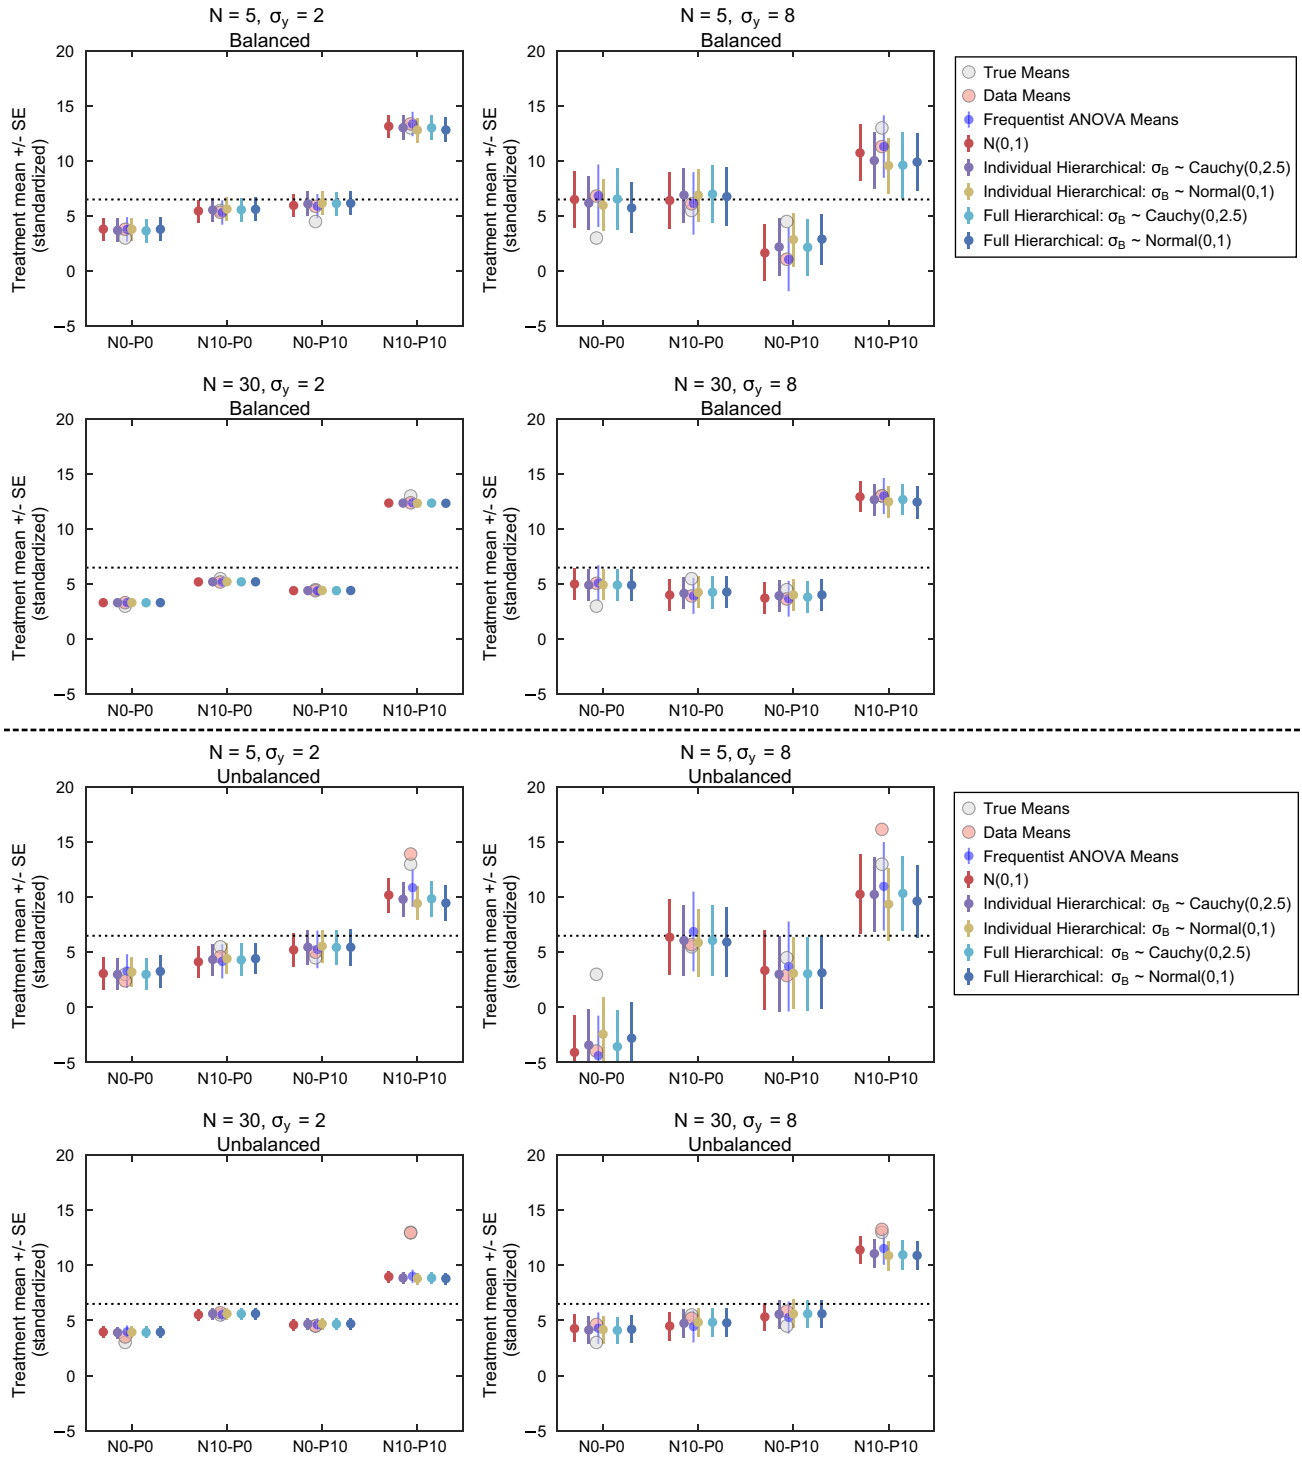 N = 5, σy = 2
Balanced
20
15
10
5
0
−5
Treatment mean +/- SE
(standardized)
N0-P0
N10-P0
N0-P10
N10-P10
N = 5, σy = 8
Balanced
20
15
10
5
0
−5
Treatment mean +/- SE
(standardized)
N0-P0
N10-P0
N0-P10
N10-P10
True Means
Data Means
Frequentist ANOVA Means
N(0,1)
Individual Hierarchical: σB ~ Cauchy(0,2.5)
Individual Hierarchical: σB ~ Normal(0,1)
Full Hierarchical: σB ~ Cauchy(0,2.5)
Full Hierarchical: σB ~ Normal(0,1)
N = 30, σy = 2
Balanced
20
15
10
5
0
−5
Treatment mean +/- SE
(standardized)
N0-P0
N10-P0
N0-P10
N10-P10
N = 30, σy = 8
Balanced
20
15
10
5
0
−5
Treatment mean +/- SE
(standardized)
N0-P0
N10-P0
N0-P10
N10-P10
N = 5, σy = 2
Unbalanced
20
15
10
5
0
−5
Treatment mean +/- SE
(standardized)
N0-P0
N10-P0
N0-P10
N10-P10
N = 5, σy = 8
Unbalanced
20
15
10
5
0
−5
Treatment mean +/- SE
(standardized)
N0-P0
N10-P0
N0-P10
N10-P10
True Means
Data Means
Frequentist ANOVA Means
N(0,1)
Individual Hierarchical: σB ~ Cauchy(0,2.5)
Individual Hierarchical: σB ~ Normal(0,1)
Full Hierarchical: σB ~ Cauchy(0,2.5)
Full Hierarchical: σB ~ Normal(0,1)
N = 30, σy = 2
Unbalanced
20
15
10
5
0
−5
Treatment mean +/- SE
(standardized)
N0-P0
N10-P0
N0-P10
N10-P10
N = 30, σy = 8
Unbalanced
20
15
10
5
0
−5
Treatment mean +/- SE
(standardized)
N0-P0
N10-P0
N0-P10
N10-P10